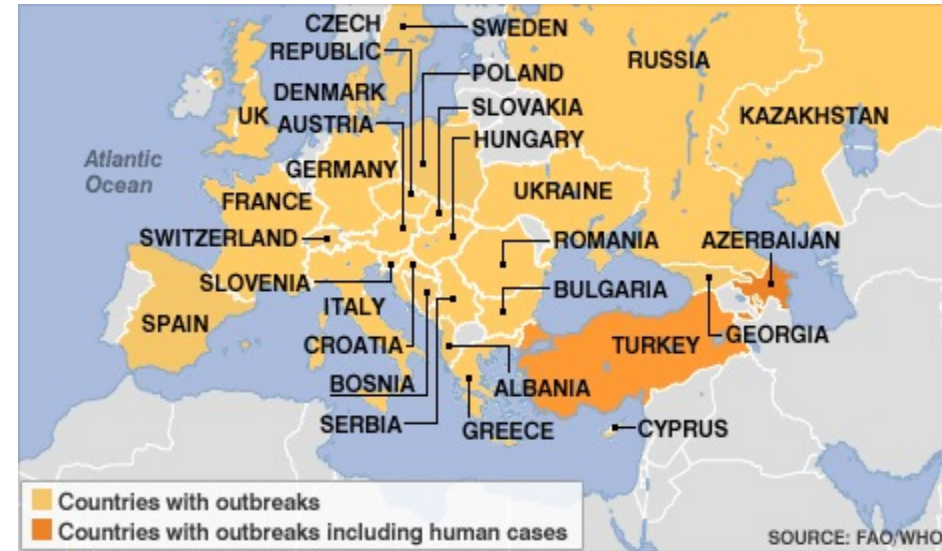 CZECH
REPUBLIC
SWEDEN
RUSSIA
POLAND
DENMARK
SLOVAKIA
KAZAKHSTAN
UK
AUSTRIA
HUNGARY
Atlantic
Ocean
GERMANY
UKRAINE
FRANCE
SWITZERLAND
ROMANIA
AZERBAIJAN
SLOVENIA
BULGARIA
ITALY
SPAIN
CROATIA
TURKEY
GEORGIA
BOSNIA
ALBANIA
SERBIA
GREECE
CYPRUS
Countries with outbreaks
Countries with outbreaks including human cases
SOURCE: FAO/WHO